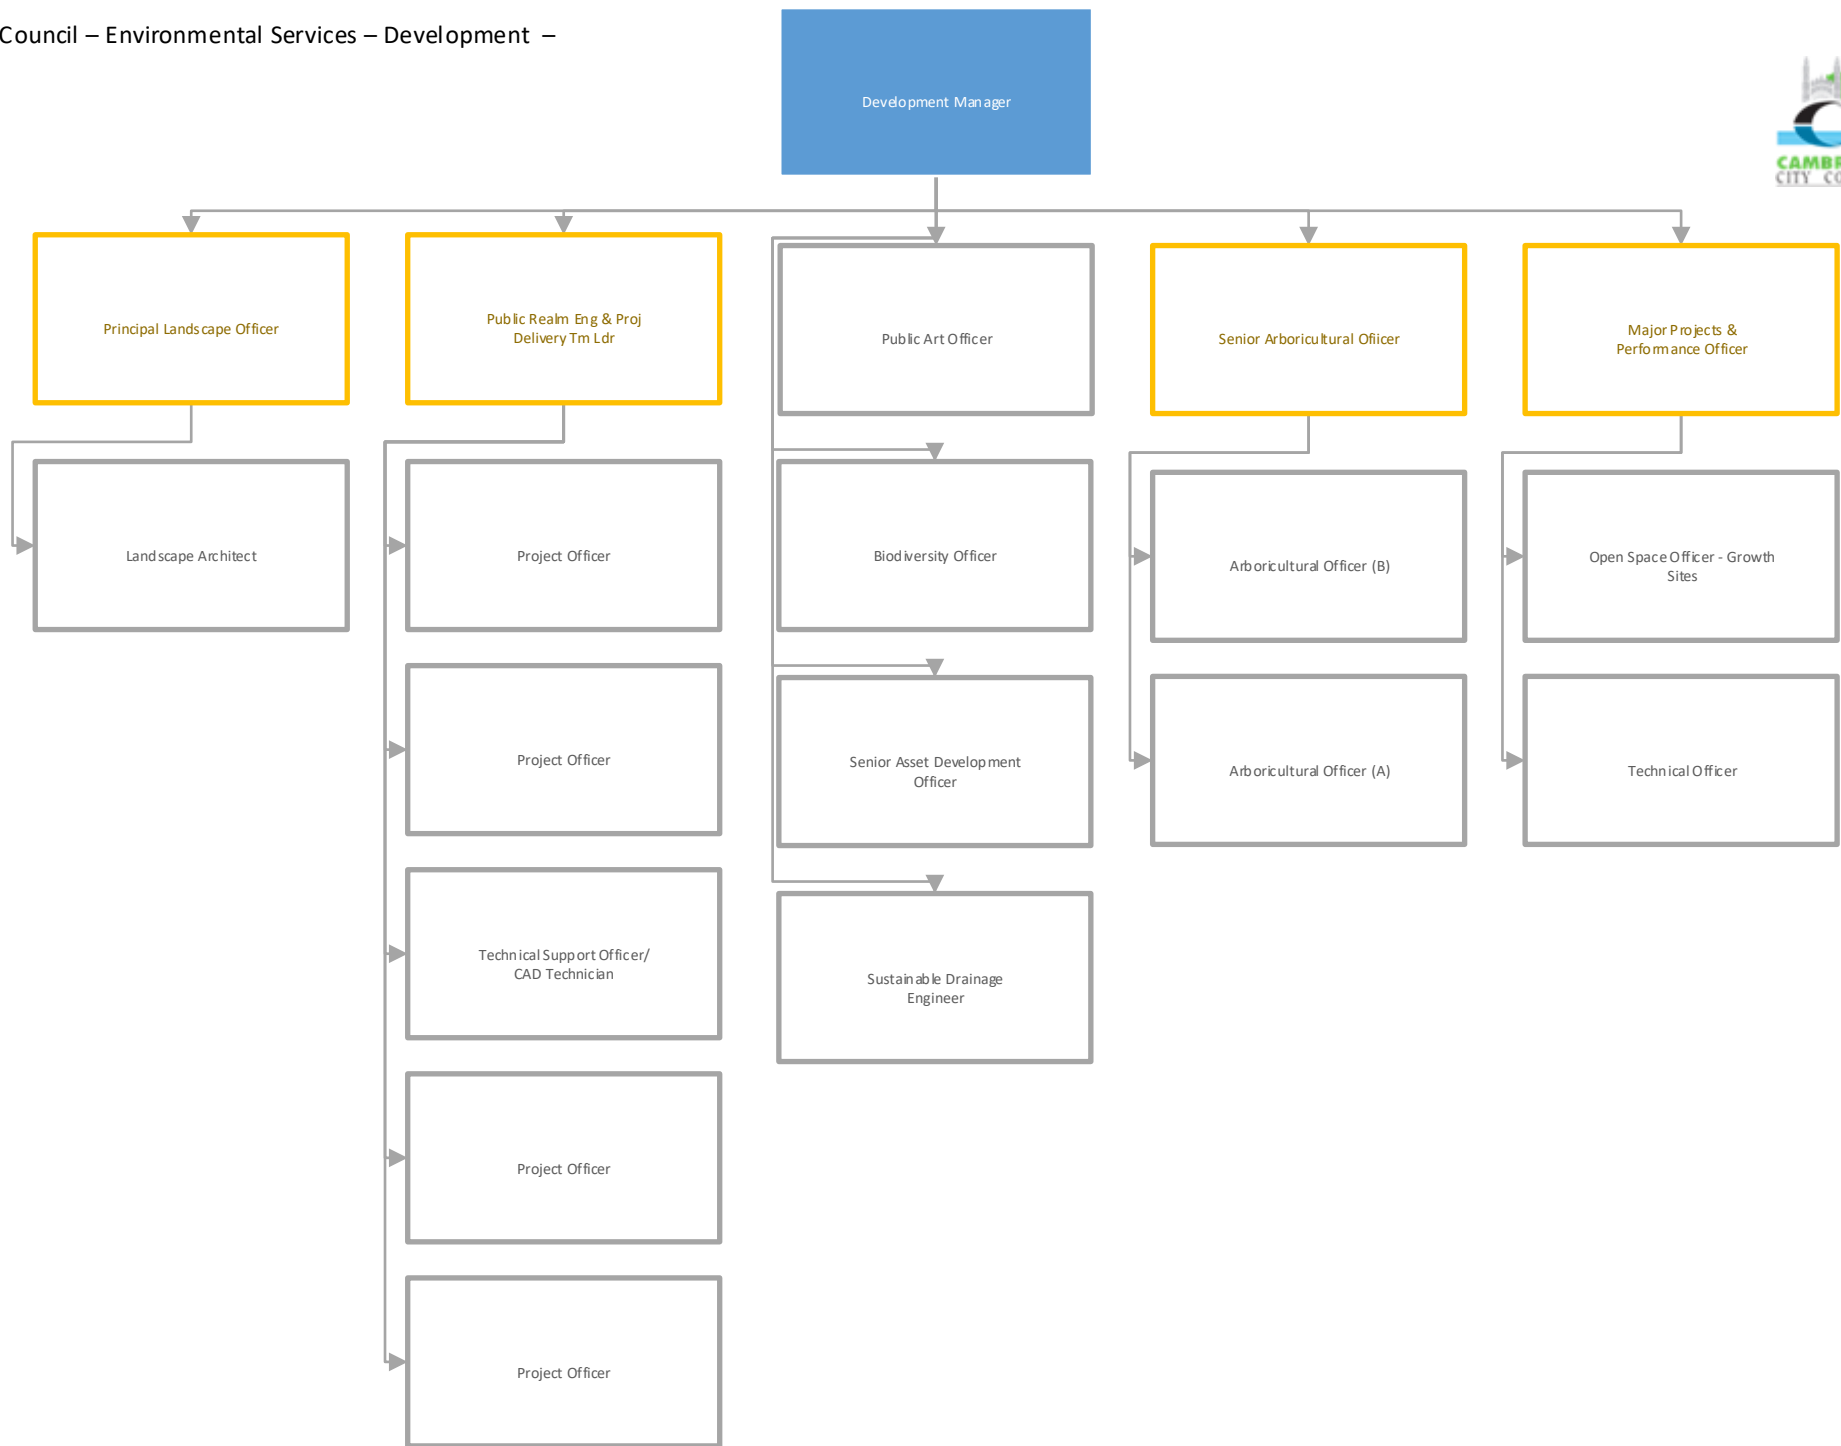 Council – Environmental Services – Development –
Development Manager
Principal Landscape Officer
Public Realm Eng & Proj
Delivery Tm Ldr
Public Art Officer
Senior Arboricultural Ofiicer
Major Projects &
Performance Officer
Landscape Architect
Project Officer
Biodiversity Officer
Arboricultural Officer (B)
Open Space Officer - Growth
Sites
Project Officer
Senior Asset Development
Officer
Arboricultural Officer (A)
Technical Officer
Technical Support Officer/
CAD Technician
Sustainable Drainage
Engineer
Project Officer
Project Officer
CITY